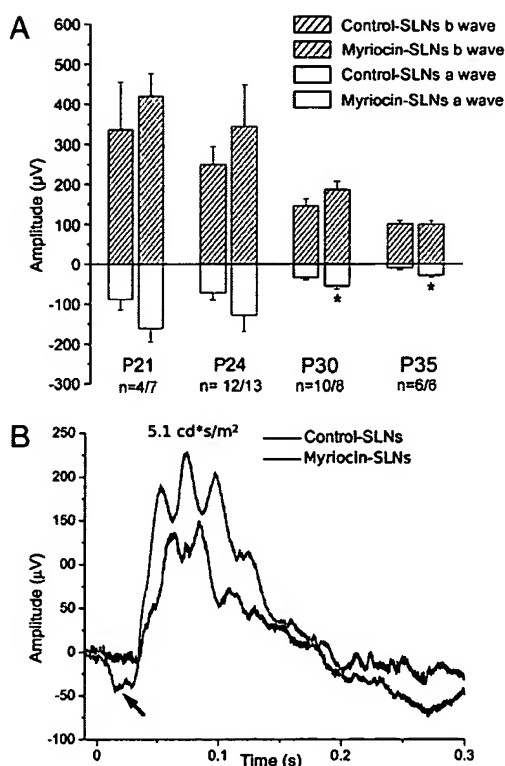 A
Control-SLNs b wave
Myriocin-SLNs b wave
Control-SLNs a wave
Myriocin-SLNs a wave
Amplitude (µV)
600
500
400
300
200
100
0
-100
-200
-300
P21 P24 P30 P35
n=4/7 n= 12/13 n=10/8 n=6/6
* *
B
5.1 cd*s/m²
Control-SLNs
Myriocin-SLNs
Amplitude (µV)
250
200
150
00
50
0
-50
-100
0 0.1 0.2 0.3
Time (s)